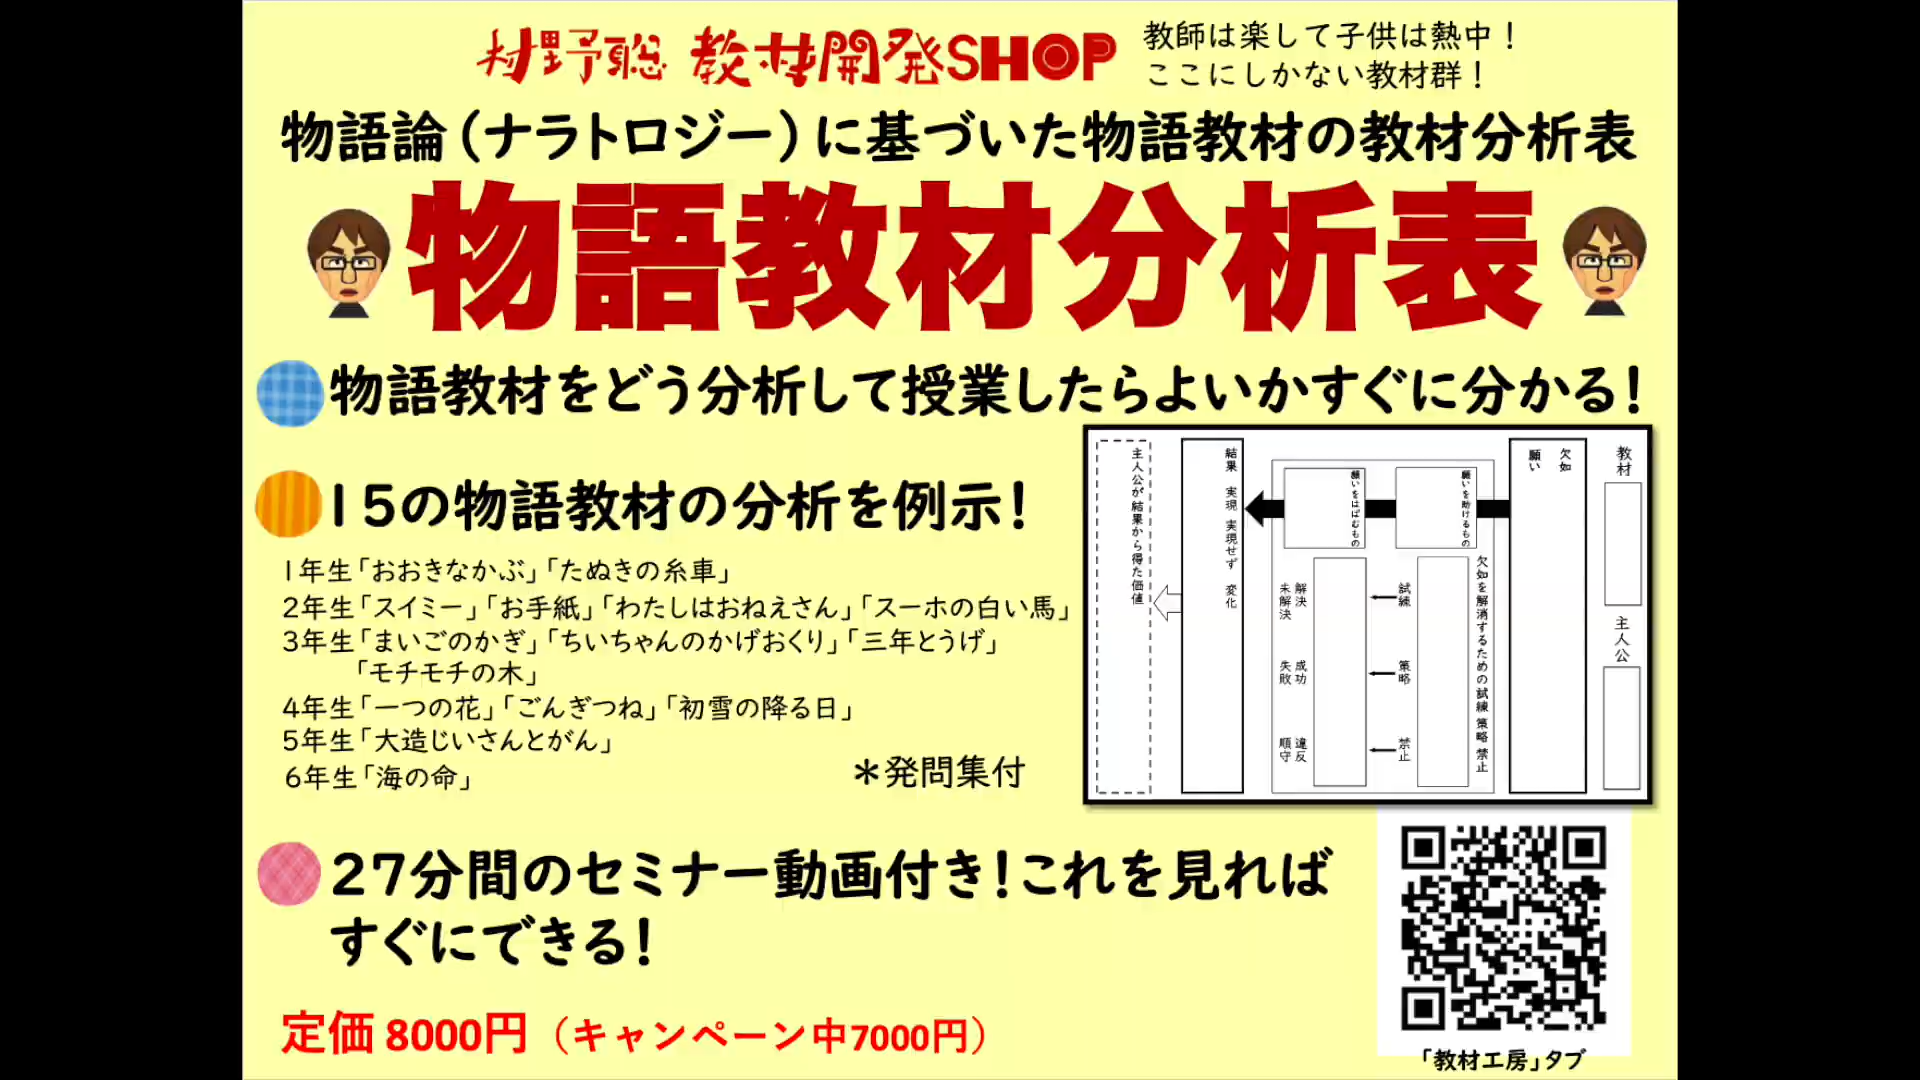 村野聡 教材開発SHOP
教師は楽して子供は熱中！
ここにしかない教材群！
物語論（ナラトロジー）に基づいた物語教材の教材分析表
物語教材分析表
物語教材をどう分析して授業したらよいかすぐに分かる！
15の物語教材の分析を例示！
1年生「おおきなかぶ」「たぬきの糸車」
2年生「スイミー」「お手紙」「わたしはおねえさん」「スーホの白い馬」
3年生「まいごのかぎ」「ちいちゃんのかげおくり」「三年とうげ」
「モチモチの木」
4年生「一つの花」「ごんぎつね」「初雪の降る日」
5年生「大造じいさんとがん」
6年生「海の命」
＊発問集付
教材
主人公
欠如
願い
願いを助けるもの
願いをはばむもの
欠如を解消するための試練 策略 禁止
試練
策略
禁止
解決
未解決
成功
失敗
違反
順守
結果 実現 実現せず 変化
主人公が結果から得た価値
27分間のセミナー動画付き！これを見れば
すぐにできる！
定価 8000円（キャンペーン中7000円）
「教材工房」タブ